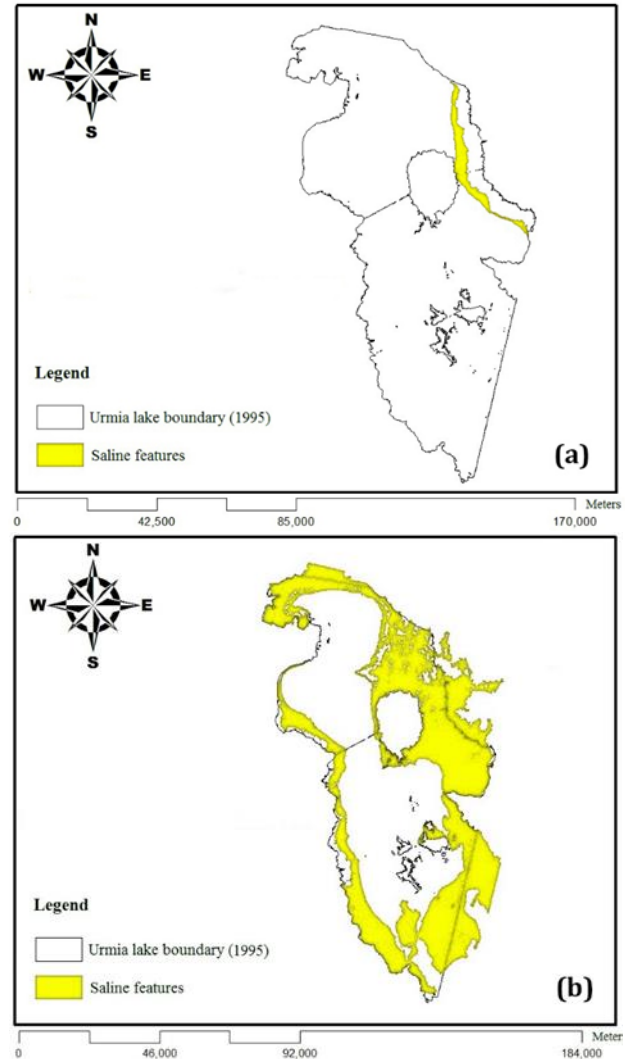 N
W E
S
Legend
Urmia lake boundary (1995)
Saline features
(a)
Meters
0 42,500 85,000 170,000
N
W E
S
Legend
Urmia lake boundary (1995)
Saline features
(b)
0 46,000 92,000 184,000